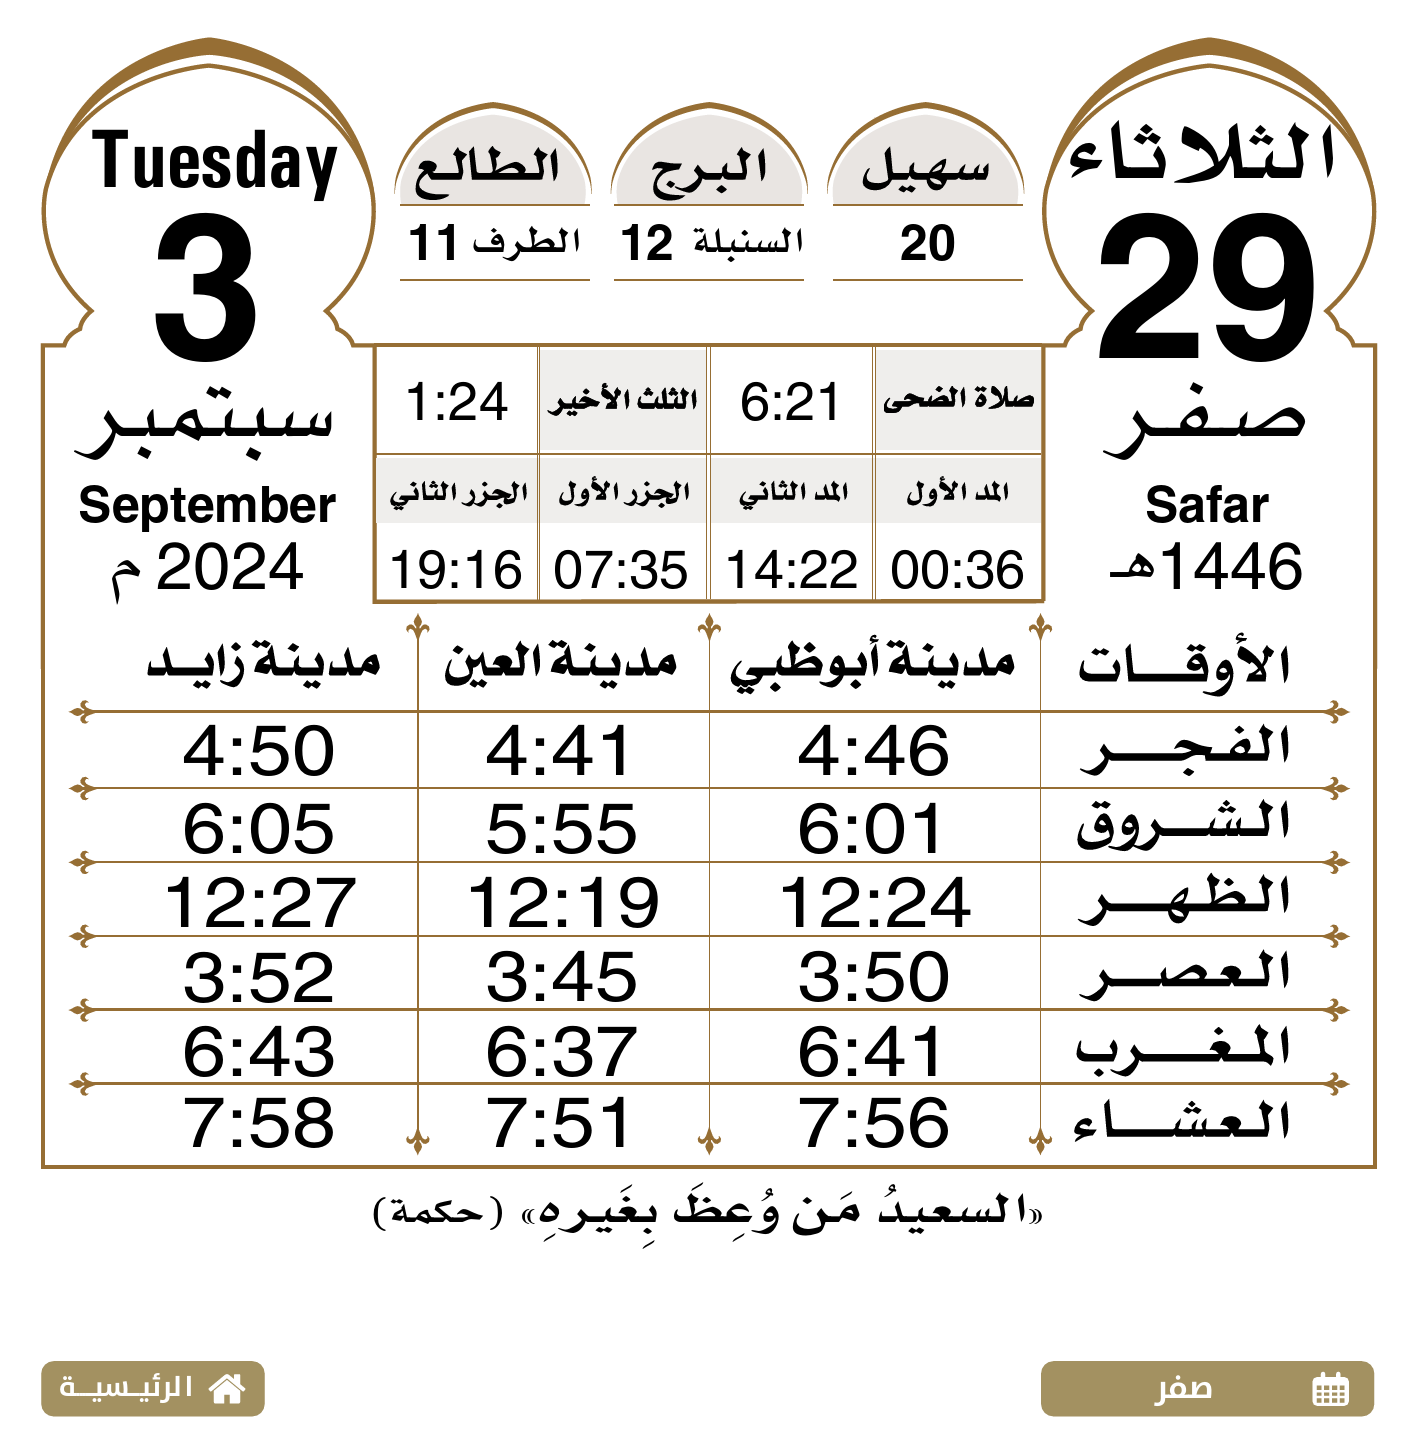 الثلاثاء
29
صفر
Safar
1446هـ
سهيل
20
البرج
السنبلة 12
الطالع
الطرف 11
Tuesday
3
سبتمبر
September
2024 م
صلاة الضحى 6:21 الثلث الأخير 1:24
المد الأول المد الثاني الجزر الأول الجزر الثاني
00:36 14:22 07:35 19:16
الأوقات مدينة أبوظبي مدينة العين مدينة زايد
الفجر 4:46 4:41 4:50
الشروق 6:01 5:55 6:05
الظهر 12:24 12:19 12:27
العصر 3:50 3:45 3:52
المغرب 6:41 6:37 6:43
العشاء 7:56 7:51 7:58
«السعيدُ مَن وُعِظَ بِغَيرهِ» (حكمة)
صفر
الرئيسية